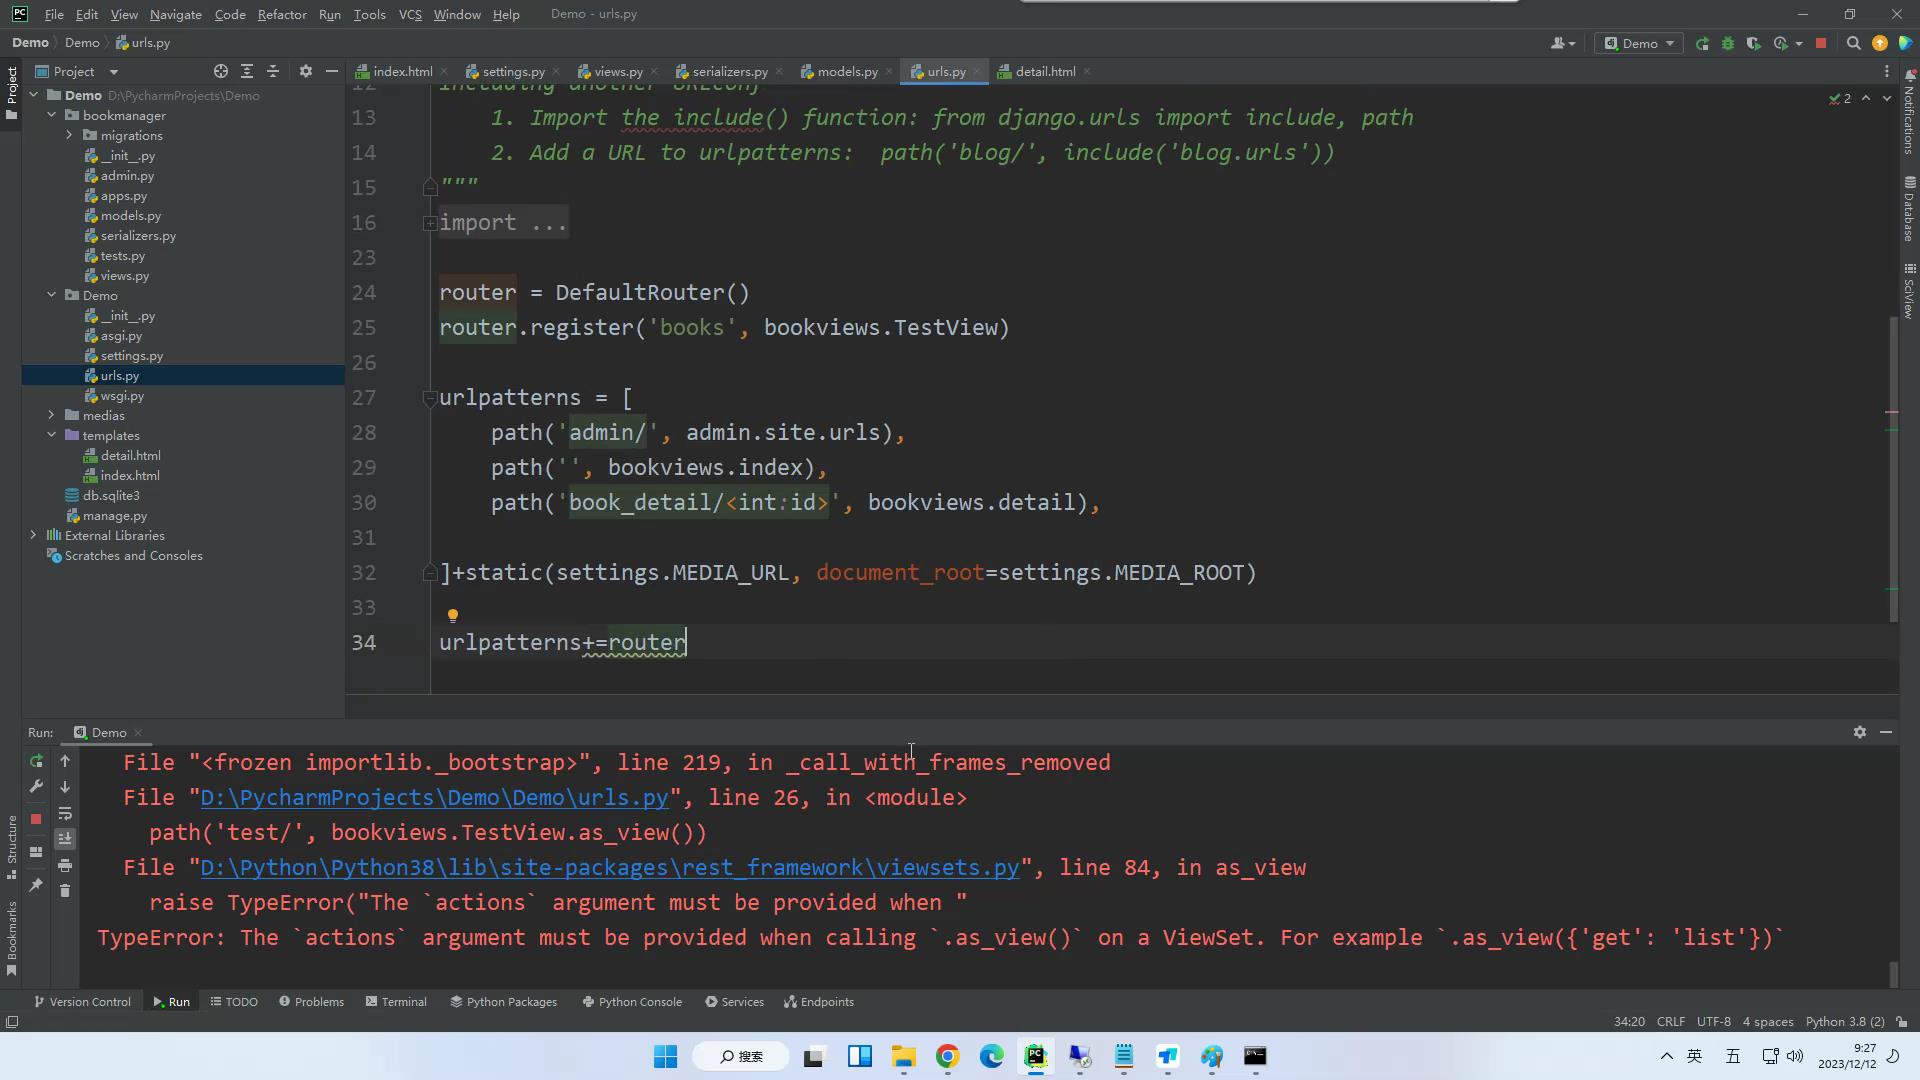 File Edit View Navigate Code Refactor Run Tools VCS Window Help Demo - urls.py
Demo Demo urls.py Demo
Project index.html settings.py views.py serializers.py models.py urls.py detail.html
Demo D:\PycharmProjects\Demo
bookmanager
migrations
__init__.py
admin.py
apps.py
models.py
serializers.py
tests.py
views.py
Demo
__init__.py
asgi.py
settings.py
urls.py
wsgi.py
medias
templates
detail.html
index.html
db.sqlite3
manage.py
External Libraries
Scratches and Consoles
2
12 Including another URLconf
13 1. Import the include() function: from django.urls import include, path
14 2. Add a URL to urlpatterns:  path('blog/', include('blog.urls'))
15 """
16 import ...
23
24 router = DefaultRouter()
25 router.register('books', bookviews.TestView)
26
27 urlpatterns = [
28 path('admin/', admin.site.urls),
29 path('', bookviews.index),
30 path('book_detail/<int:id>', bookviews.detail),
31
32 ]+static(settings.MEDIA_URL, document_root=settings.MEDIA_ROOT)
33
34 urlpatterns+=router
Project
Structure
Bookmarks
Notifications
Database
SciView
Run: Demo
File "<frozen importlib._bootstrap>", line 219, in _call_with_frames_removed
File "D:\PycharmProjects\Demo\Demo\urls.py", line 26, in <module>
path('test/', bookviews.TestView.as_view())
File "D:\Python\Python38\lib\site-packages\rest_framework\viewsets.py", line 84, in as_view
raise TypeError("The `actions` argument must be provided when "
TypeError: The `actions` argument must be provided when calling `.as_view()` on a ViewSet. For example `.as_view({'get': 'list'})`
Version Control Run TODO Problems Terminal Python Packages Python Console Services Endpoints
34:20 CRLF UTF-8 4 spaces Python 3.8 (2)
搜索 英 五 9:27
2023/12/12